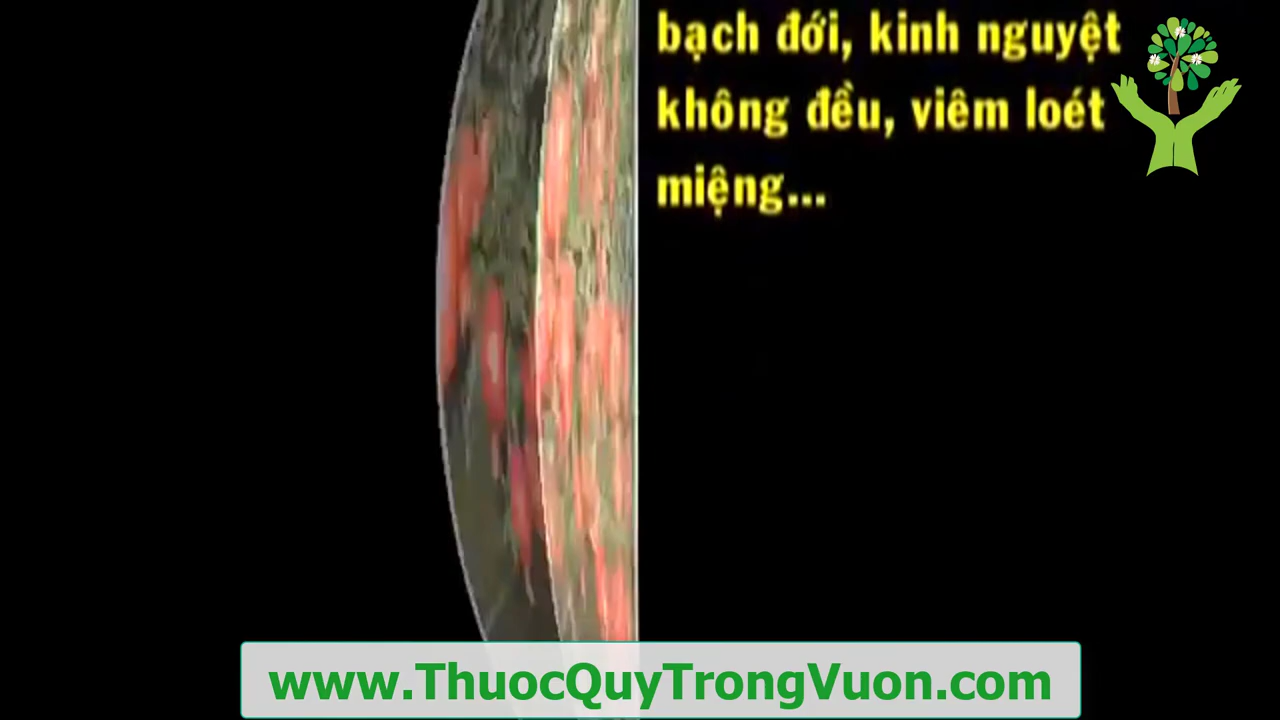 bạch đới, kinh nguyệt
không đều, viêm loét
miệng...
www.ThuocQuyTrongVuon.com